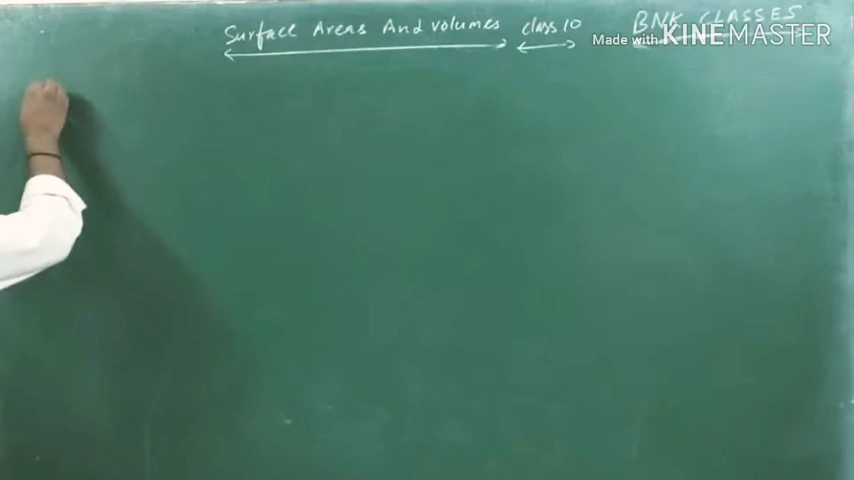 Surface Areas And volumes class 10 BNK CLASSES
Made with KINEMASTER